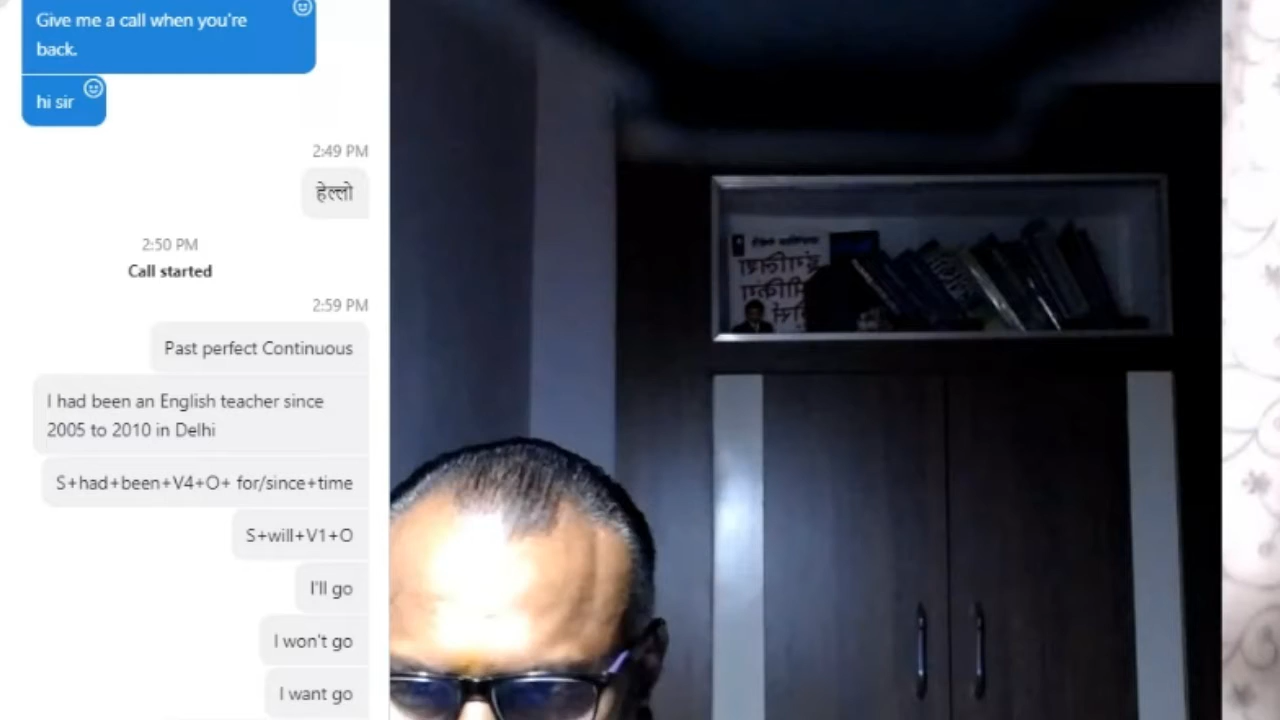 Give me a call when you're
back.
hi sir
2:49 PM
हेल्लो
2:50 PM
Call started
2:59 PM
Past perfect Continuous
I had been an English teacher since
2005 to 2010 in Delhi
S+had+been+V4+O+ for/since+time
S+will+V1+O
I'll go
I won't go
I want go
इंगलिश
स्पीकिंग
कोर्स